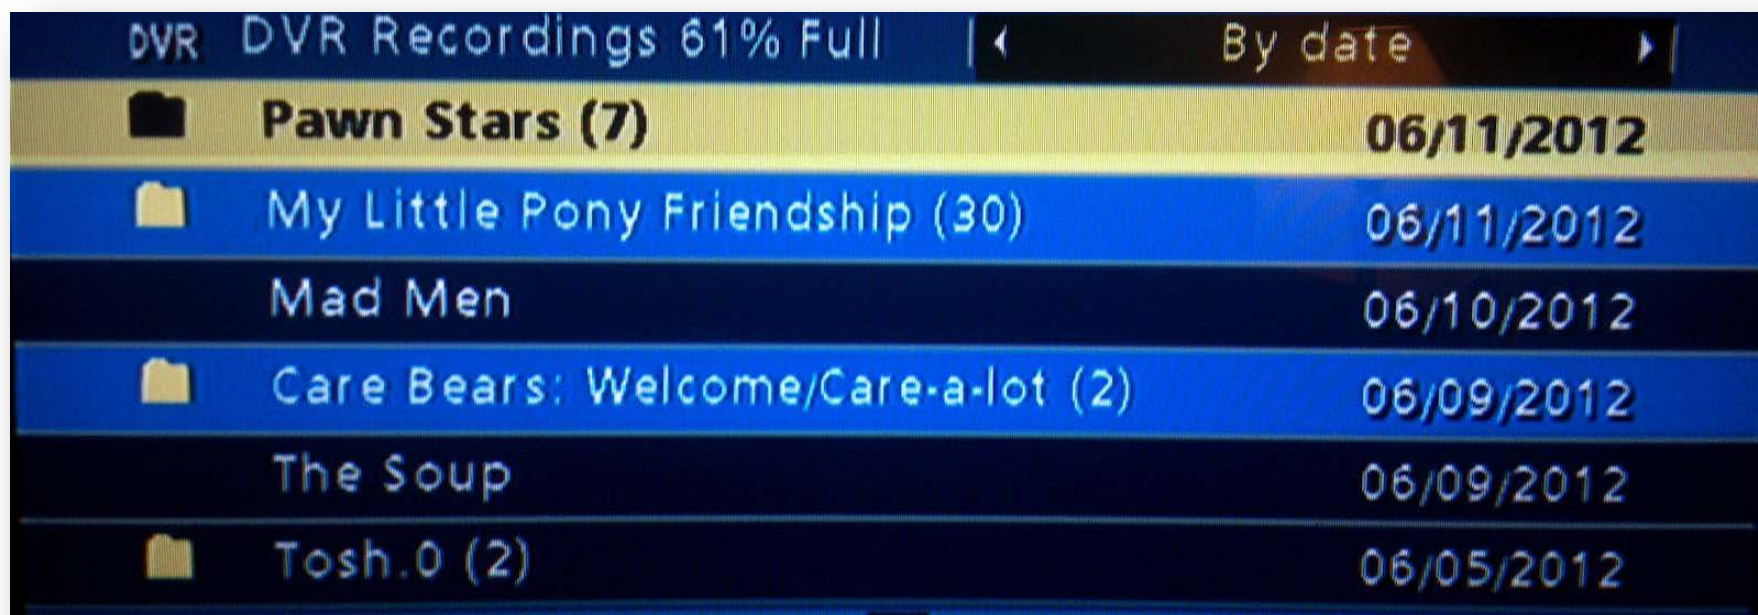 DVR DVR Recordings 61% Full By date
Pawn Stars (7) 06/11/2012
My Little Pony Friendship (30) 06/11/2012
Mad Men 06/10/2012
Care Bears: Welcome/Care-a-lot (2) 06/09/2012
The Soup 06/09/2012
Tosh.0 (2) 06/05/2012